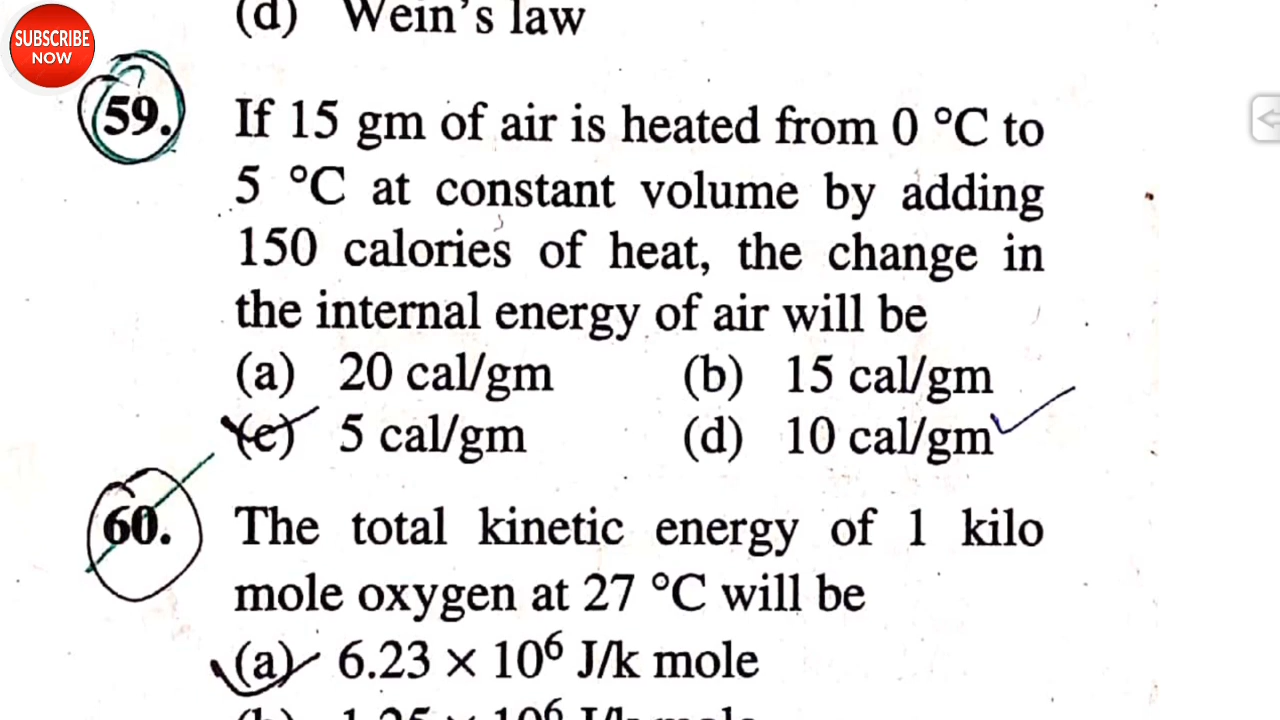 (d) Wein's law
SUBSCRIBE
NOW
59. If 15 gm of air is heated from 0 °C to
5 °C at constant volume by adding
150 calories of heat, the change in
the internal energy of air will be
(a) 20 cal/gm (b) 15 cal/gm
(c) 5 cal/gm (d) 10 cal/gm
60. The total kinetic energy of 1 kilo
mole oxygen at 27 °C will be
(a) 6.23 × 10⁶ J/k mole